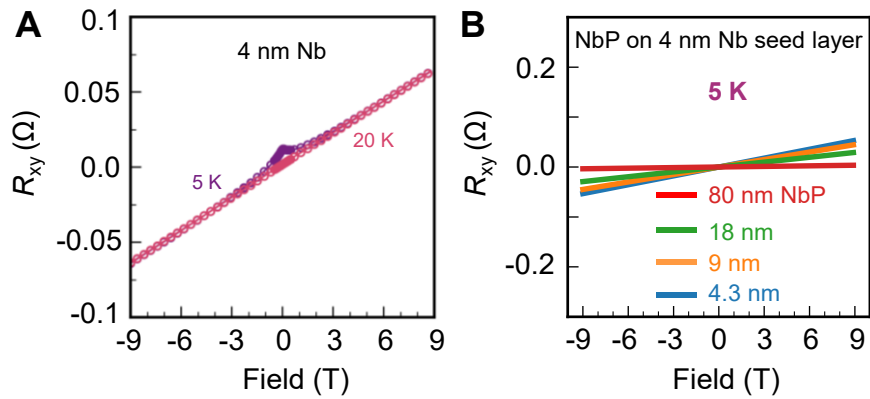 A
0.1
0.05
0.0
-0.05
-0.1
Rxy (Ω)
4 nm Nb
20 K
5 K
-9 -6 -3 0 3 6 9
Field (T)
B
NbP on 4 nm Nb seed layer
5 K
0.2
0.0
-0.2
Rxy (Ω)
80 nm NbP
18 nm
9 nm
4.3 nm
-9 -6 -3 0 3 6 9
Field (T)